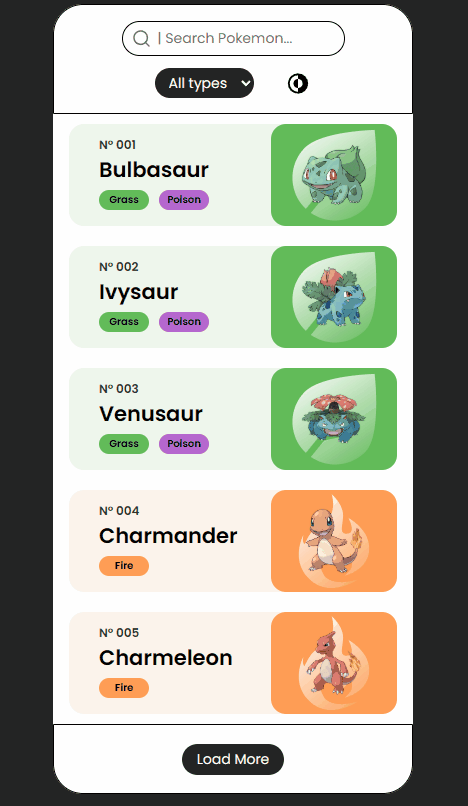 | Search Pokemon...
All types
Nº 001
Bulbasaur
Grass Poison
Nº 002
Ivysaur
Grass Poison
Nº 003
Venusaur
Grass Poison
Nº 004
Charmander
Fire
Nº 005
Charmeleon
Fire
Load More